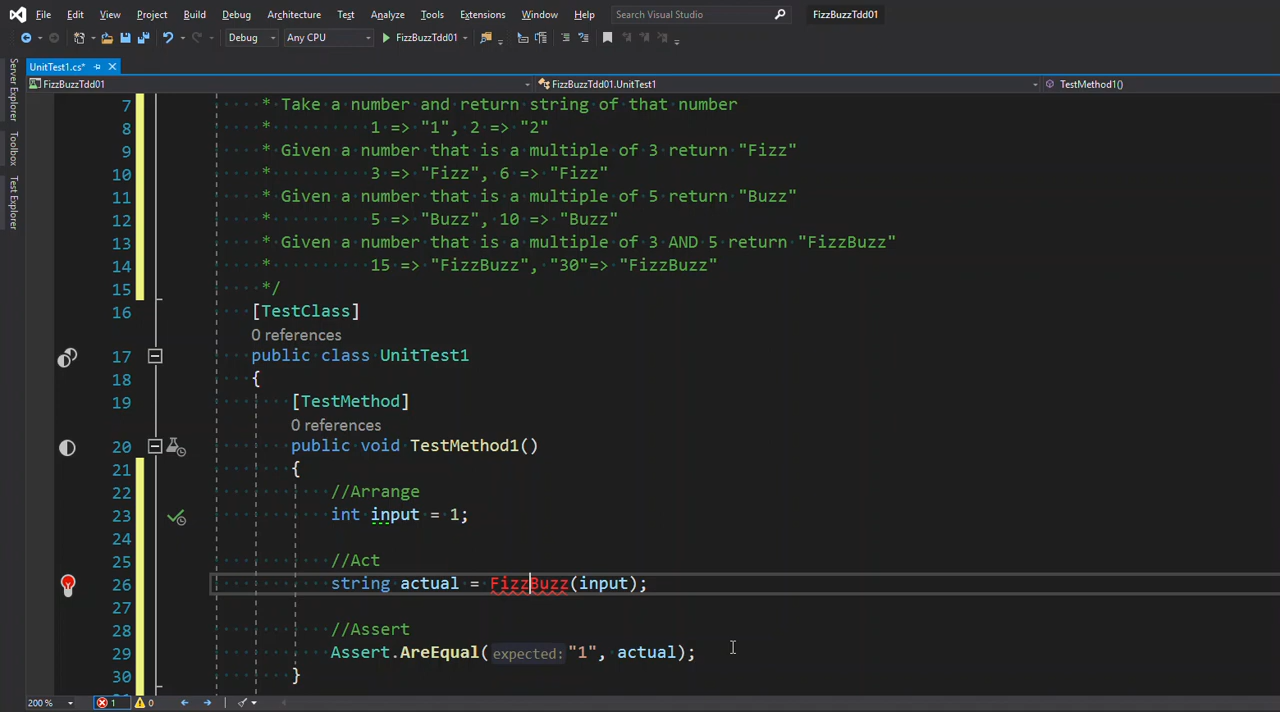 File Edit View Project Build Debug Architecture Test Analyze Tools Extensions Window Help Search Visual Studio FizzBuzzTdd01
Debug Any CPU FizzBuzzTdd01
UnitTest1.cs*
FizzBuzzTdd01 FizzBuzzTdd01.UnitTest1 TestMethod1()
Server Explorer
Toolbox
Test Explorer
7 * Take a number and return string of that number
8 * 1 => "1", 2 => "2"
9 * Given a number that is a multiple of 3 return "Fizz"
10 * 3 => "Fizz", 6 => "Fizz"
11 * Given a number that is a multiple of 5 return "Buzz"
12 * 5 => "Buzz", 10 => "Buzz"
13 * Given a number that is a multiple of 3 AND 5 return "FizzBuzz"
14 * 15 => "FizzBuzz", "30"=> "FizzBuzz"
15 */
16 [TestClass]
0 references
17 public class UnitTest1
18 {
19 [TestMethod]
0 references
20 public void TestMethod1()
21 {
22 //Arrange
23 int input = 1;
24
25 //Act
26 string actual = FizzBuzz(input);
27
28 //Assert
29 Assert.AreEqual(expected: "1", actual);
30 }
200 % 1 0